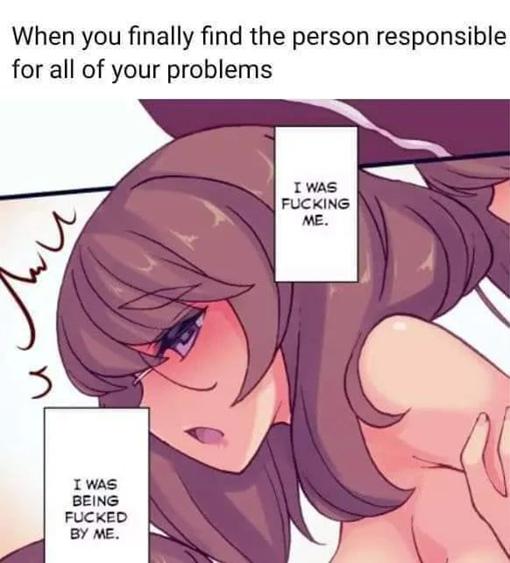 When you finally find the person responsible
for all of your problems
I WAS
FUCKING
ME.
I WAS
BEING
FUCKED
BY ME.